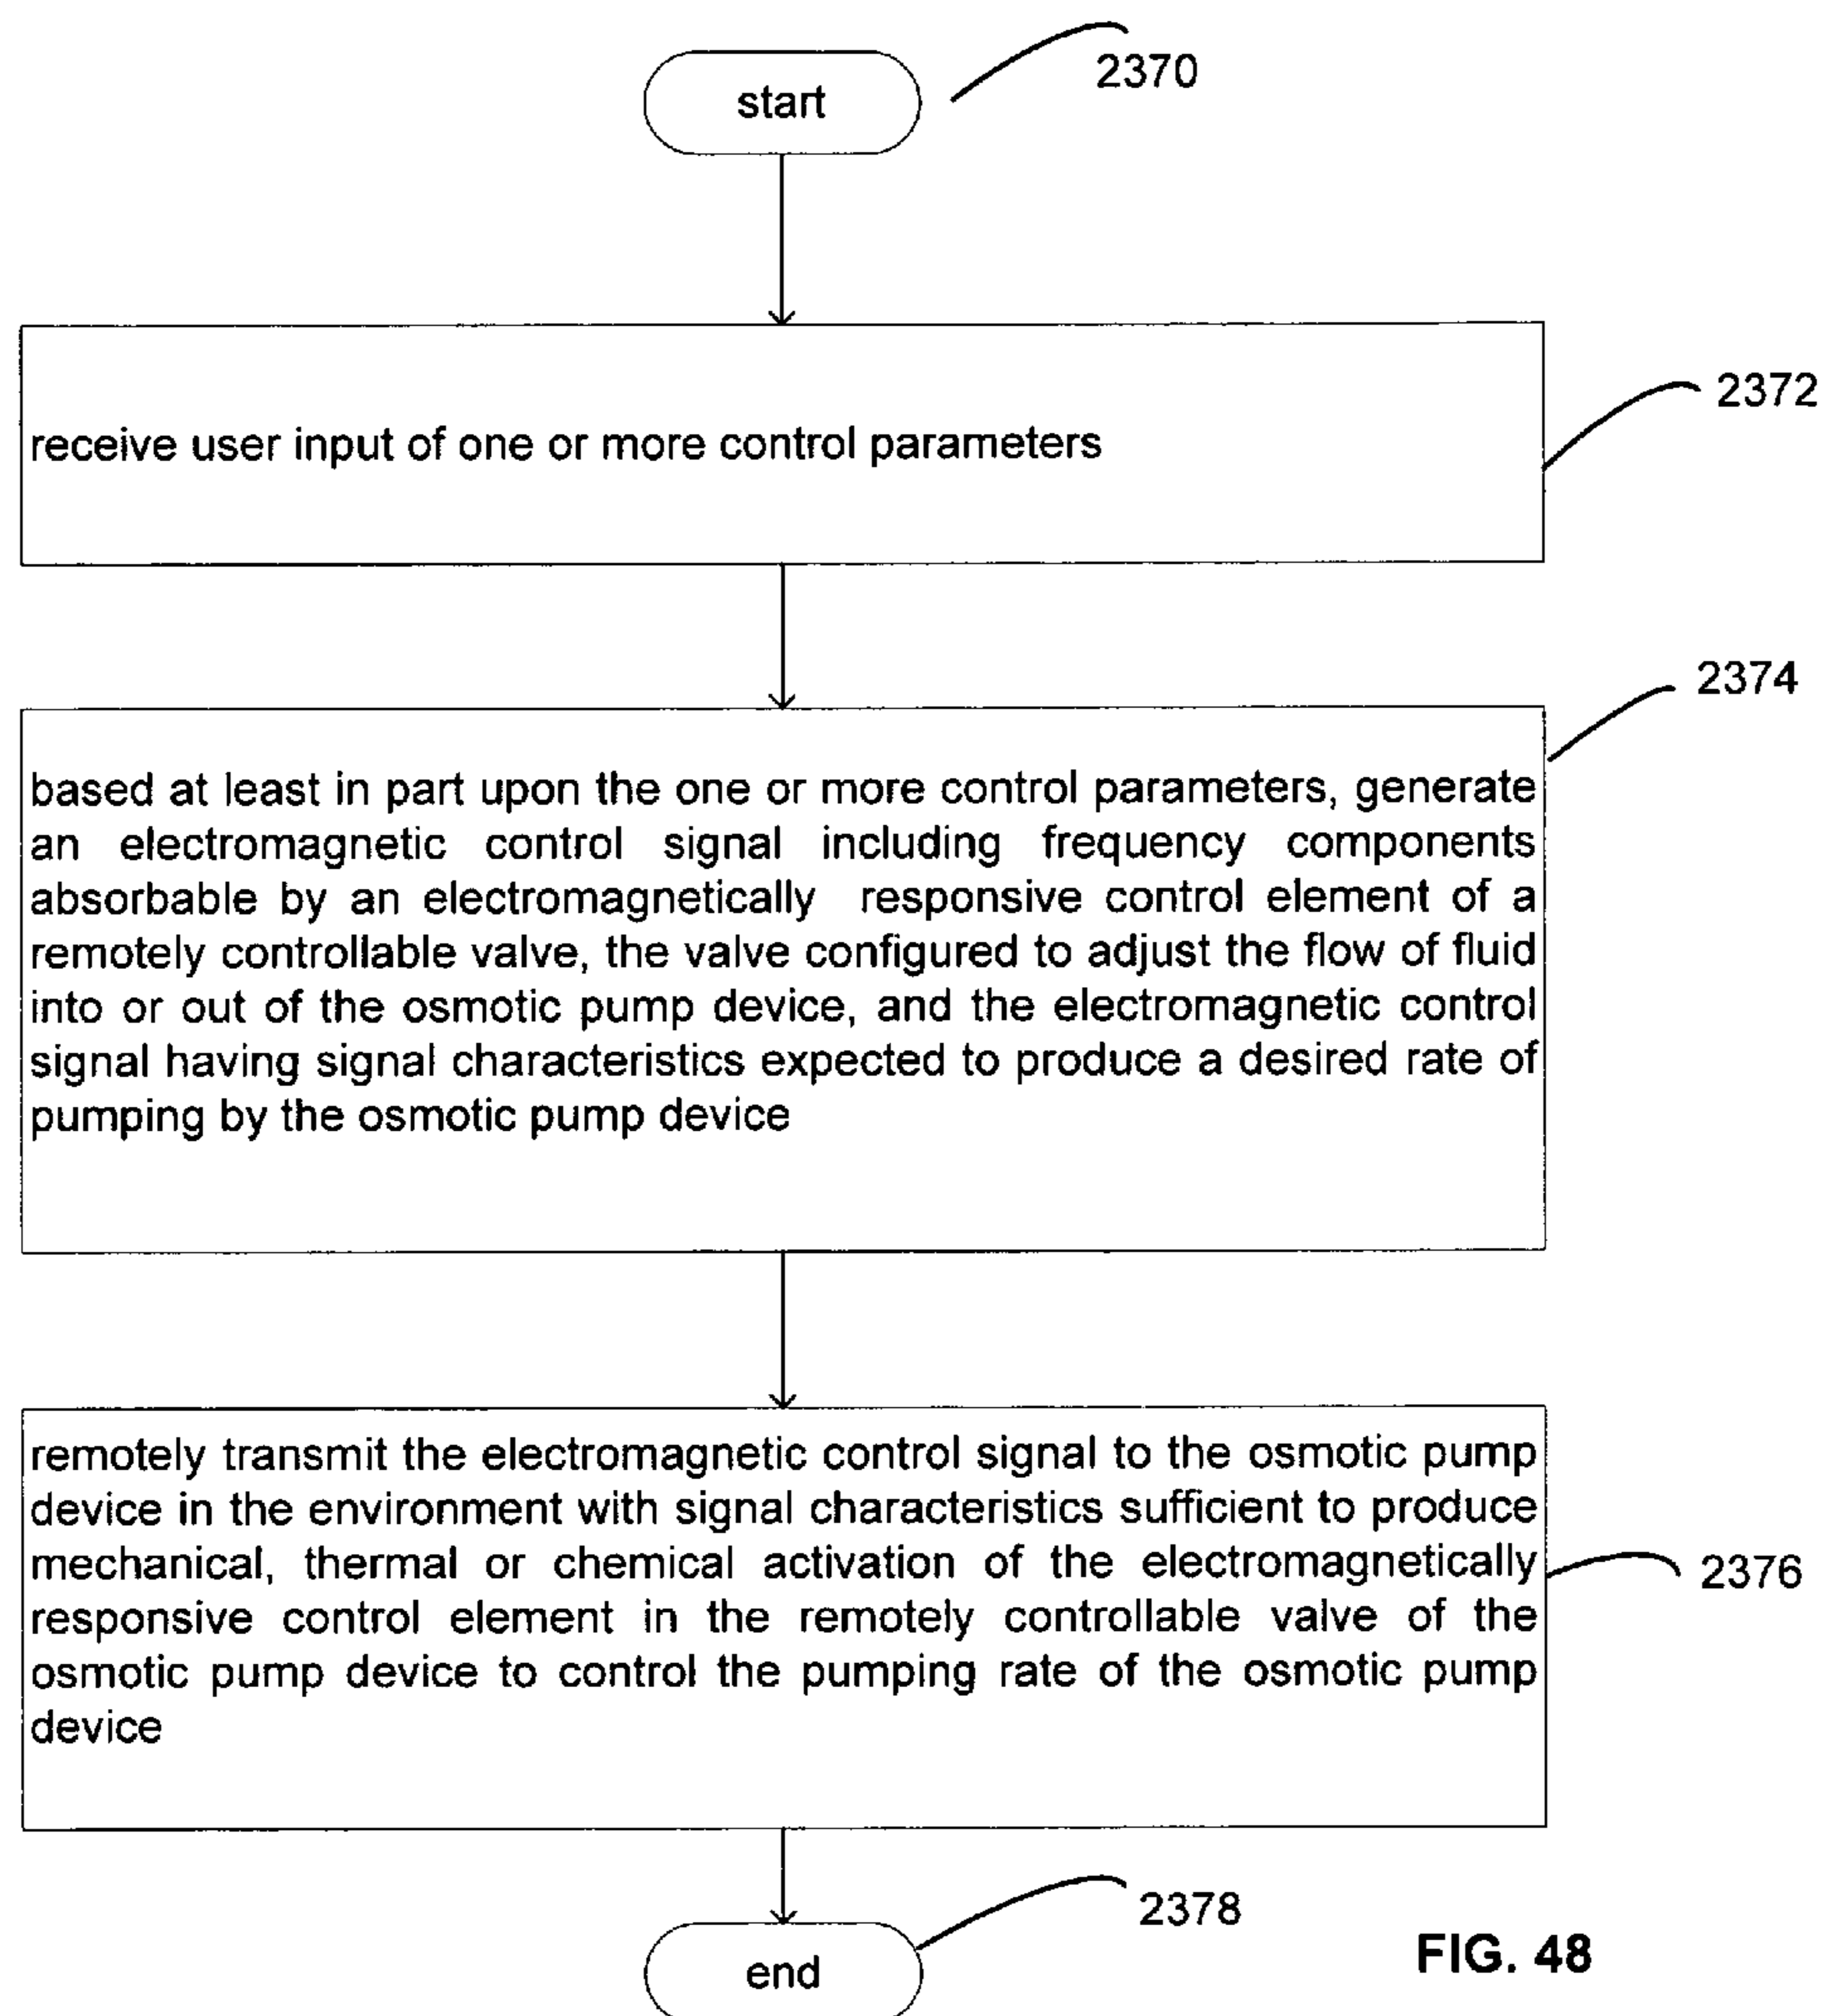 start
2370
receive user input of one or more control parameters
2372
2374
based at least in part upon the one or more control parameters, generate
an electromagnetic control signal including frequency components
absorbable by an electromagnetically responsive control element of a
remotely controllable valve, the valve configured to adjust the flow of fluid
into or out of the osmotic pump device, and the electromagnetic control
signal having signal characteristics expected to produce a desired rate of
pumping by the osmotic pump device
remotely transmit the electromagnetic control signal to the osmotic pump
device in the environment with signal characteristics sufficient to produce
mechanical, thermal or chemical activation of the electromagnetically
responsive control element in the remotely controllable valve of the
osmotic pump device to control the pumping rate of the osmotic pump
device
2376
2378
end
FIG. 48